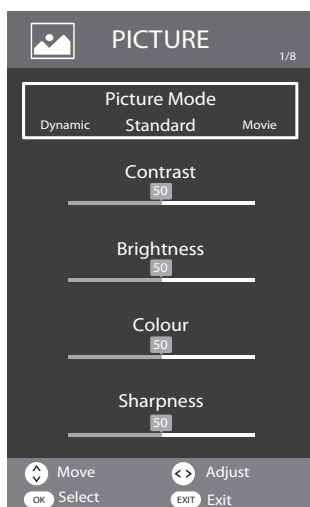 PICTURE
1/8
Picture Mode
Dynamic Standard Movie
Contrast
50
Brightness
50
Colour
50
Sharpness
50
Move Adjust
OK Select EXIT Exit